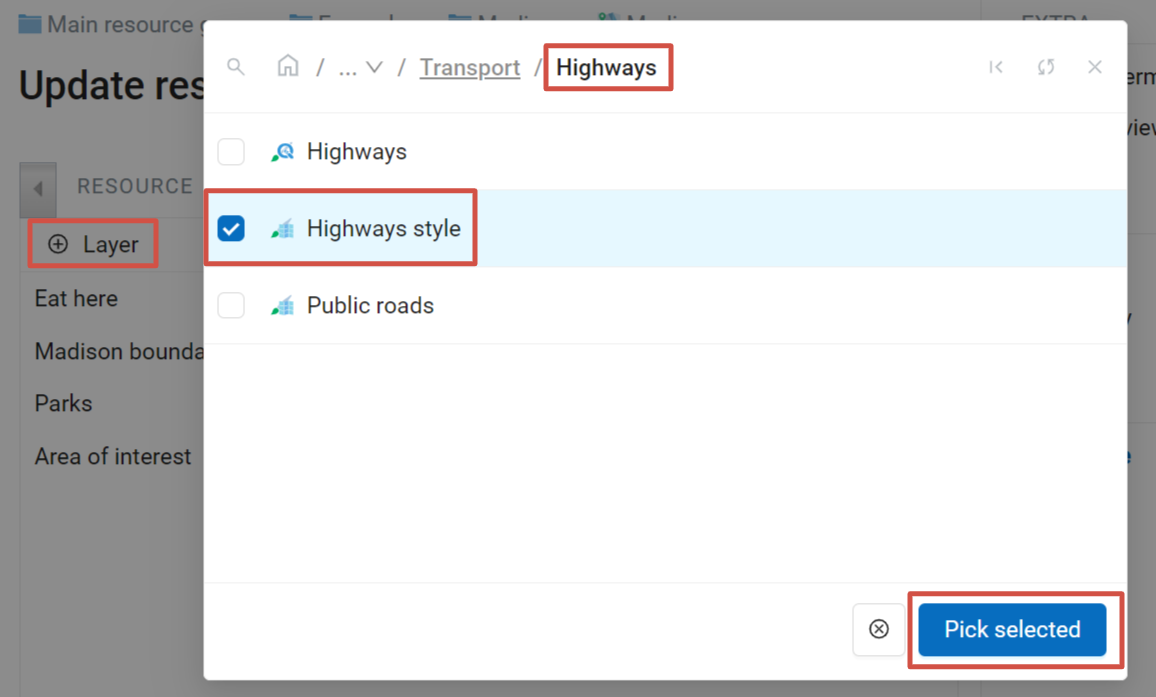 Main resource
EXTRA
/ ... / Transport / Highways
Update res
RESOURCE
Highways
Highways style
Layer
Eat here
Public roads
Madison bounda
Parks
Area of interest
Pick selected